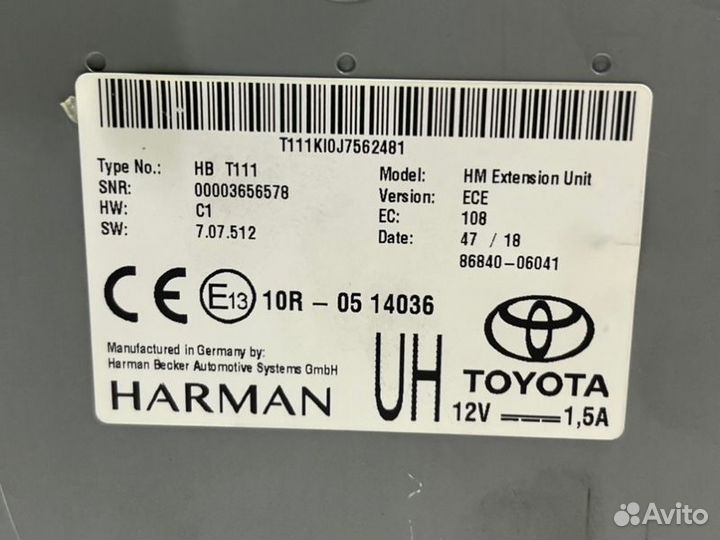 T111KI0J7562481
Type No.: HB T111
SNR: 00003656578
HW: C1
SW: 7.07.512
Model: HM Extension Unit
Version: ECE
EC: 108
Date: 47 / 18
86840-06041
CE E13 10R - 05 14036
Manufactured in Germany by:
Harman Becker Automotive Systems GmbH
HARMAN
UH
TOYOTA
12V 1,5A
Avito